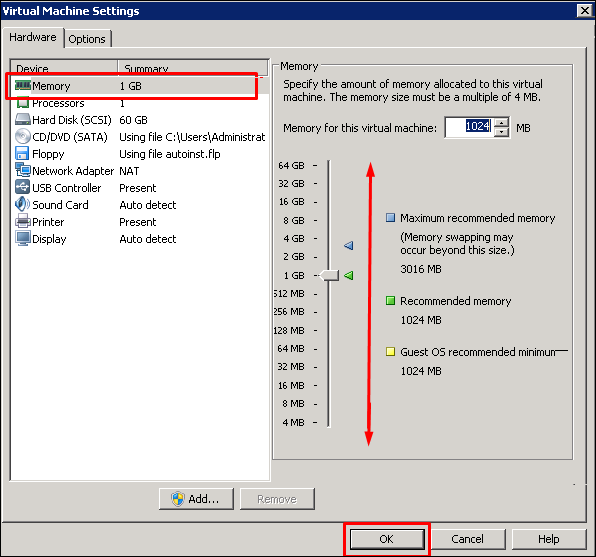 Virtual Machine Settings
Hardware
Options
Device Summary
Memory 1 GB
Processors 1
Hard Disk (SCSI) 60 GB
CD/DVD (SATA) Using file C:\Users\Administrat
Floppy Using file autoinst.flp
Network Adapter NAT
USB Controller Present
Sound Card Auto detect
Printer Present
Display Auto detect
Add...
Remove
Memory
Specify the amount of memory allocated to this virtual
machine. The memory size must be a multiple of 4 MB.
Memory for this virtual machine: 1024 MB
64 GB
32 GB
16 GB
8 GB
4 GB
2 GB
1 GB
512 MB
256 MB
128 MB
64 MB
32 MB
16 MB
8 MB
4 MB
Maximum recommended memory
(Memory swapping may
occur beyond this size.)
3016 MB
Recommended memory
1024 MB
Guest OS recommended minimum
1024 MB
OK
Cancel
Help